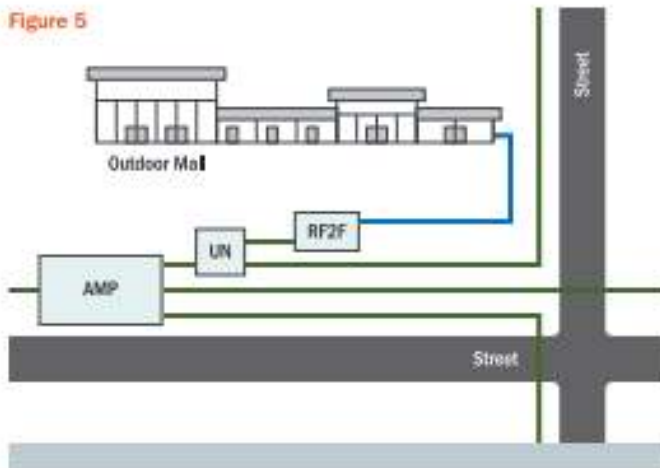 Figure 5
Street
Outdoor Mall
RF2F
UN
AMP
Street